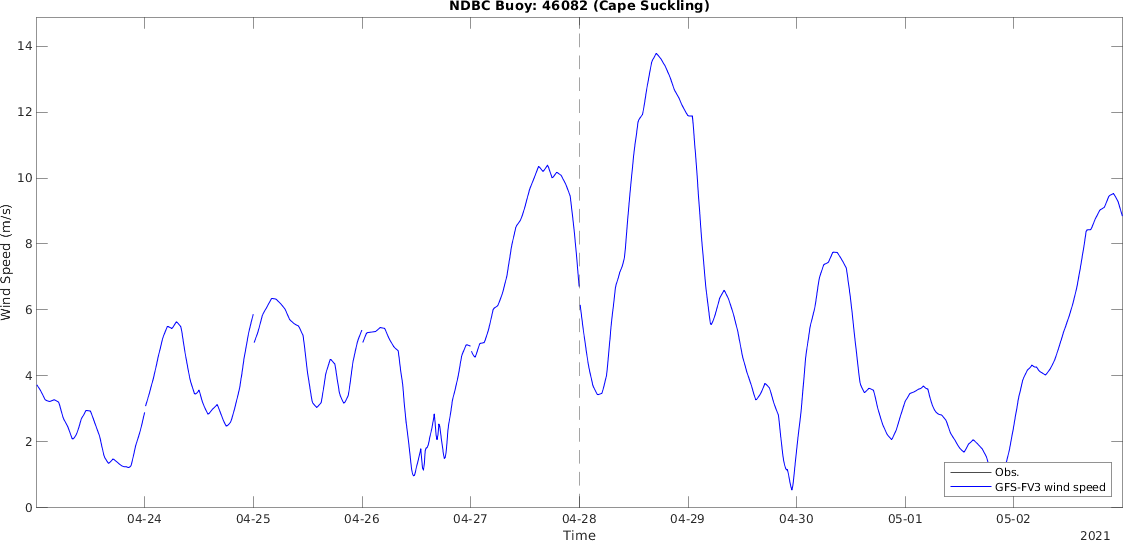 NDBC Buoy: 46082 (Cape Suckling)
Wind Speed (m/s)
14
12
10
8
6
4
2
0
04-24 04-25 04-26 04-27 04-28 04-29 04-30 05-01 05-02
Time
2021
Obs.
GFS-FV3 wind speed